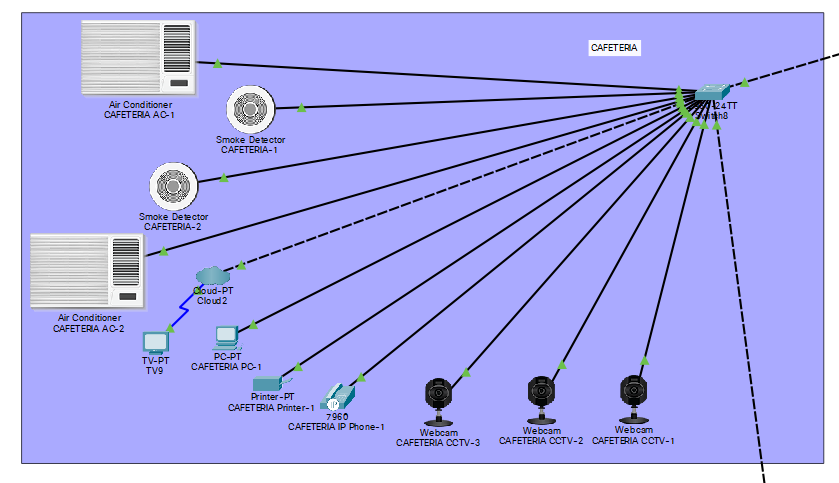 CAFETERIA
Air Conditioner
CAFETERIA AC-1
24TT
Switch8
Smoke Detector
CAFETERIA-1
Smoke Detector
CAFETERIA-2
Cloud-PT
Cloud2
Air Conditioner
CAFETERIA AC-2
TV-PT
TV9
PC-PT
CAFETERIA PC-1
Printer-PT
CAFETERIA Printer-1
IP
7960
CAFETERIA IP Phone-1
Webcam
CAFETERIA CCTV-3
Webcam
CAFETERIA CCTV-2
Webcam
CAFETERIA CCTV-1